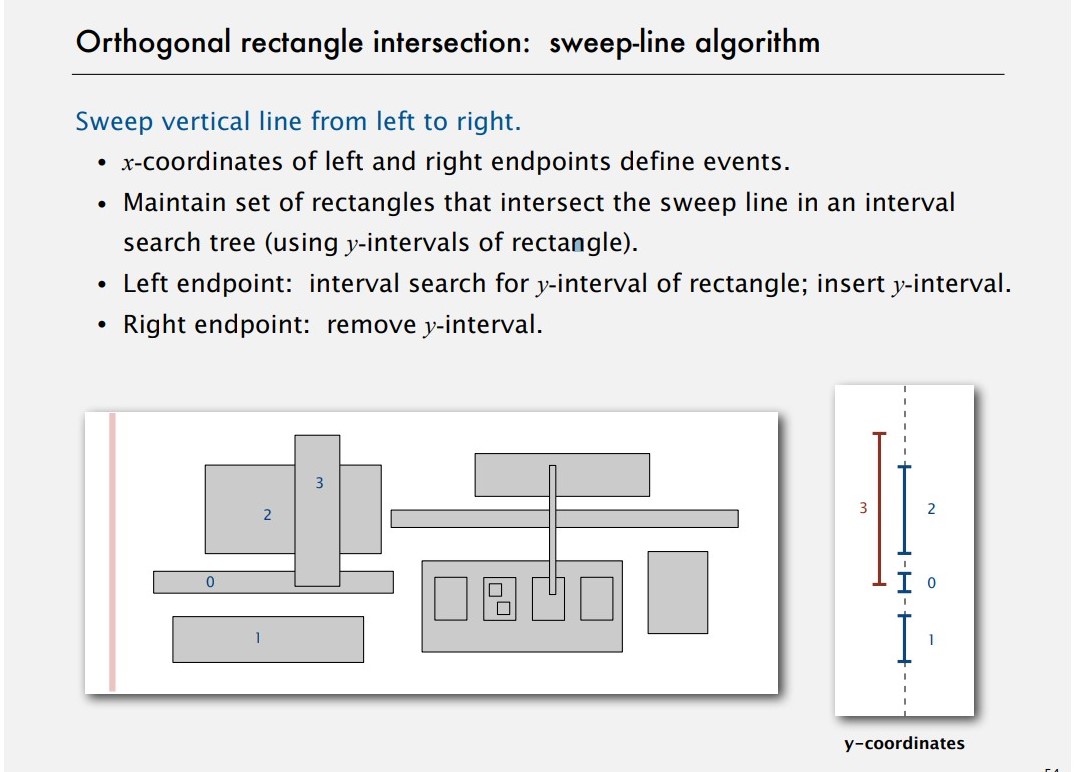 Orthogonal rectangle intersection: sweep-line algorithm
Sweep vertical line from left to right.
• x-coordinates of left and right endpoints define events.
• Maintain set of rectangles that intersect the sweep line in an interval
search tree (using y-intervals of rectangle).
• Left endpoint: interval search for y-interval of rectangle; insert y-interval.
• Right endpoint: remove y-interval.
3
2
0
1
3
2
0
1
y-coordinates